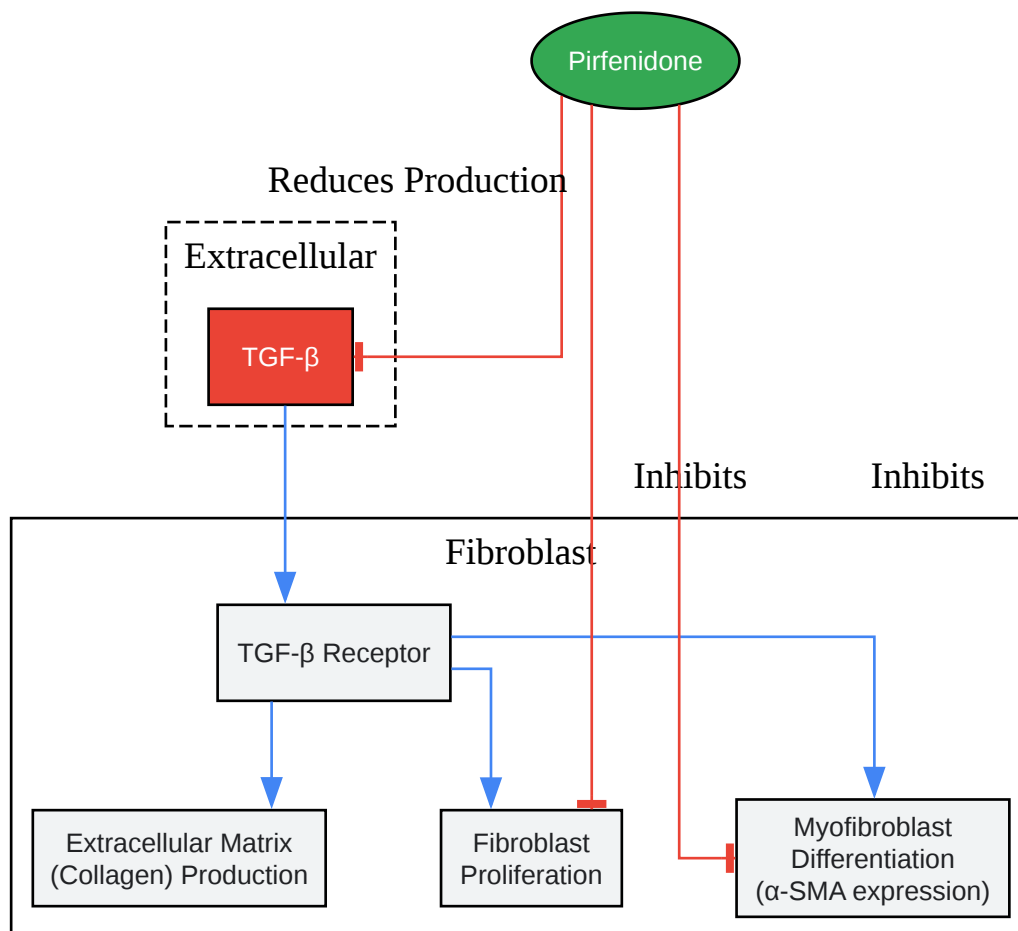 Pirfenidone
Reduces Production
Extracellular
TGF-β
Inhibits
Inhibits
Fibroblast
TGF-β Receptor
Extracellular Matrix
(Collagen) Production
Fibroblast
Proliferation
Myofibroblast
Differentiation
(α-SMA expression)